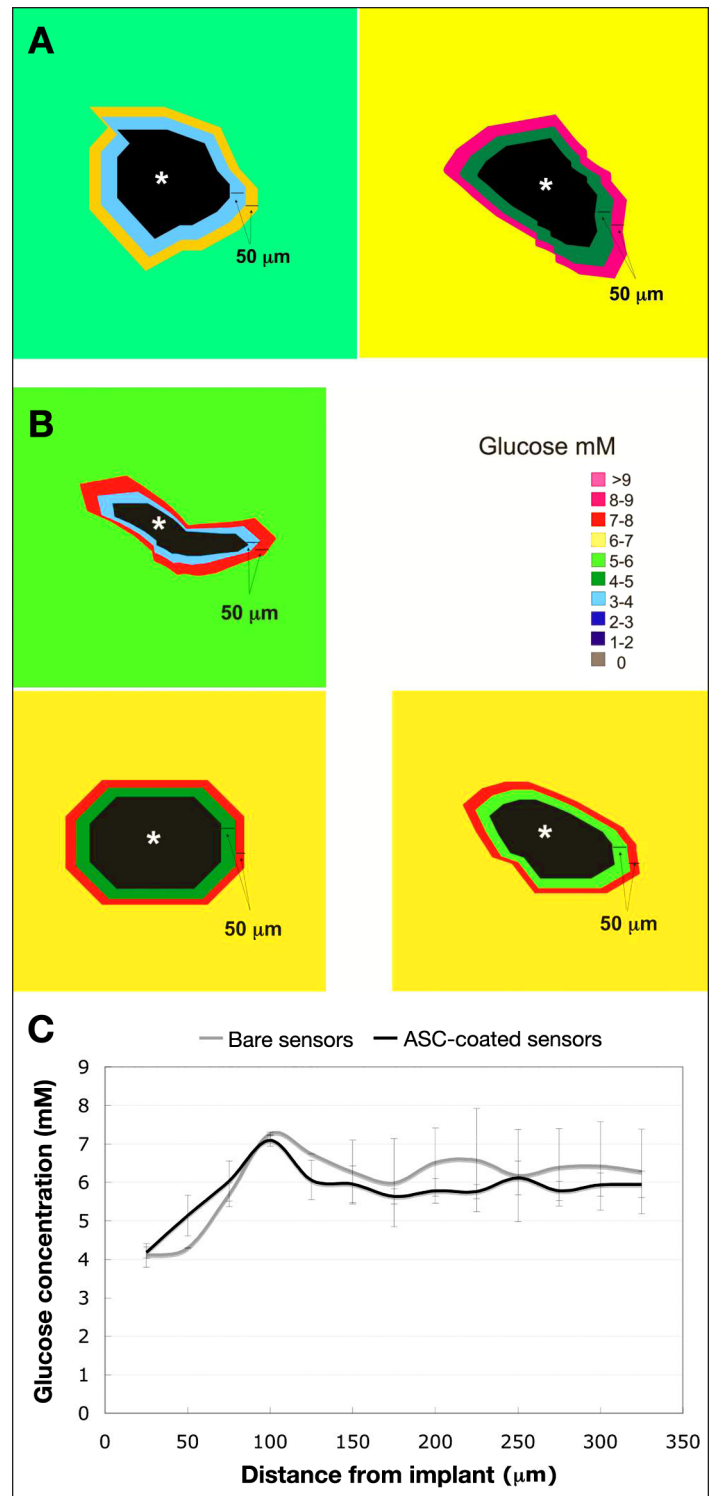 A
*
50 μm
*
50 μm
B
*
50 μm
Glucose mM
>9
8-9
7-8
6-7
5-6
4-5
3-4
2-3
1-2
0
*
50 μm
*
50 μm
C
Bare sensors
ASC-coated sensors
Glucose concentration (mM)
9
8
7
6
5
4
3
2
1
0
0 50 100 150 200 250 300 350
Distance from implant (μm)